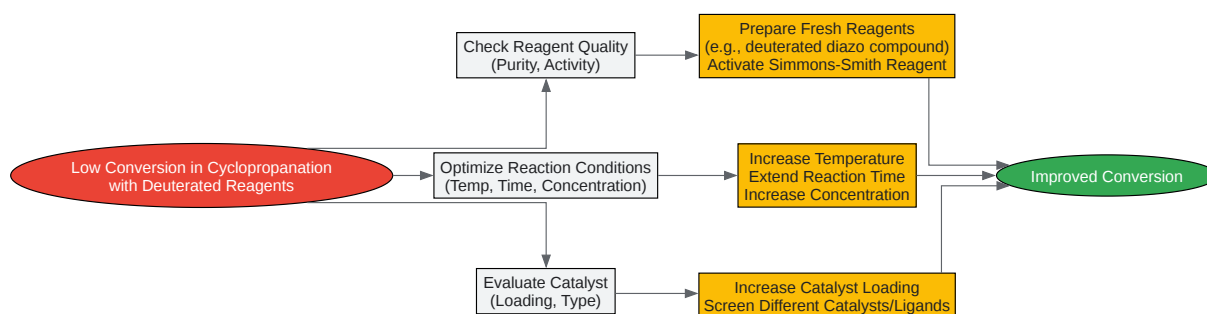 Check Reagent Quality
(Purity, Activity)
Prepare Fresh Reagents
(e.g., deuterated diazo compound)
Activate Simmons-Smith Reagent
Low Conversion in Cyclopropanation
with Deuterated Reagents
Optimize Reaction Conditions
(Temp, Time, Concentration)
Increase Temperature
Extend Reaction Time
Increase Concentration
Improved Conversion
Evaluate Catalyst
(Loading, Type)
Increase Catalyst Loading
Screen Different Catalysts/Ligands